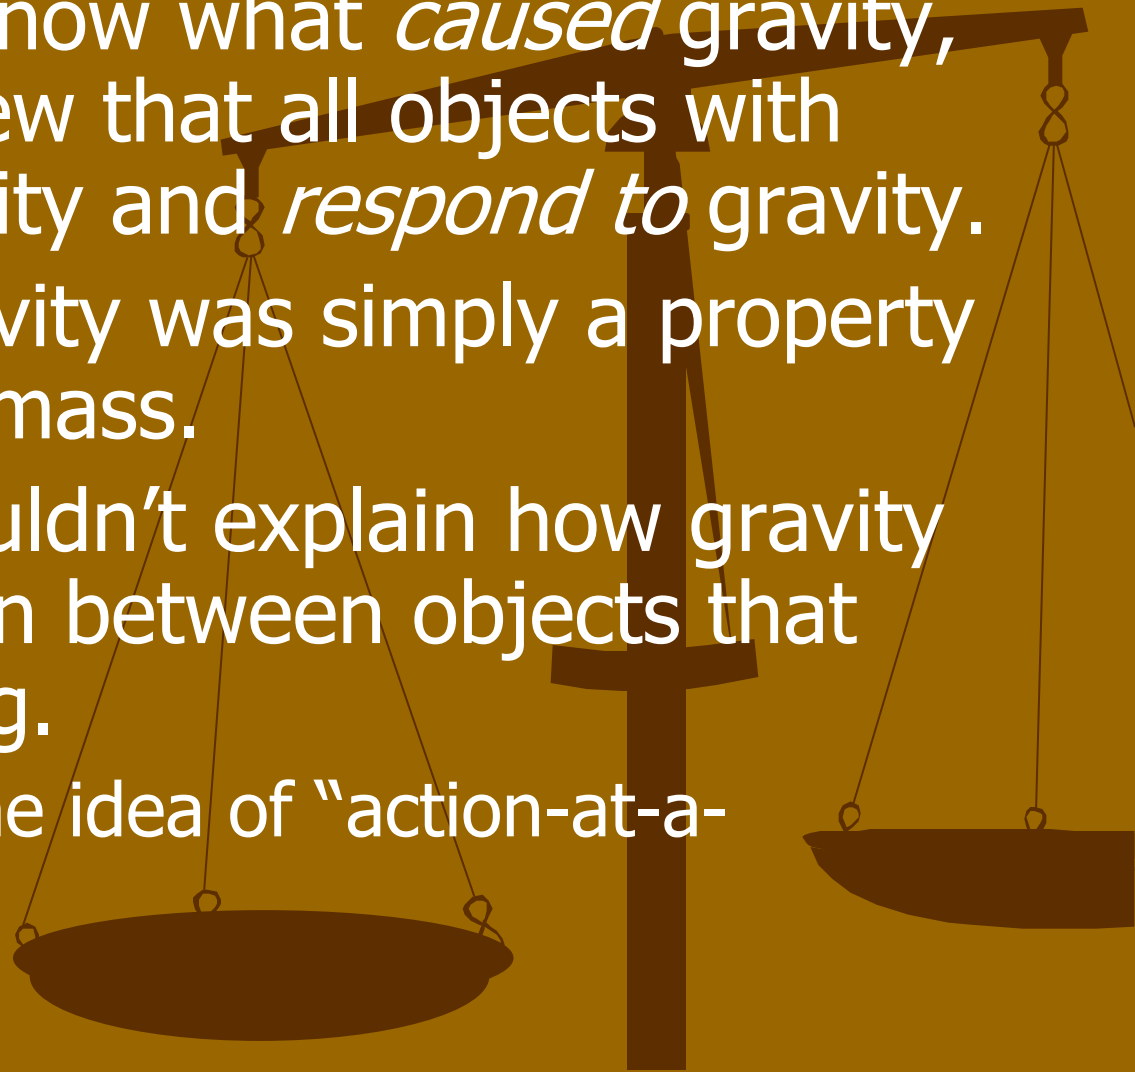 now what caused gravity,
ew that all objects with
ity and respond to gravity.
vity was simply a property
mass.
uldn’t explain how gravity
n between objects that
g.
e idea of “action-at-a-